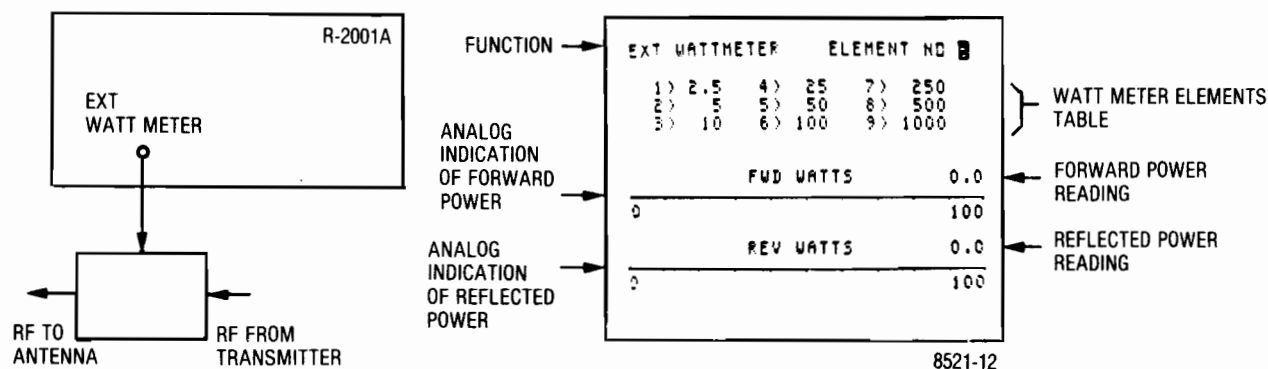 R-2001A
EXT
WATT METER
RF TO
ANTENNA
RF FROM
TRANSMITTER
FUNCTION
ANALOG
INDICATION
OF FORWARD
POWER
ANALOG
INDICATION
OF REFLECTED
POWER
EXT WATTMETER ELEMENT NO
1) 2.5 4) 25 7) 250
2) 5 5) 50 8) 500
3) 10 6) 100 9) 1000
FWD WATTS 0.0
0 100
REV WATTS 0.0
0 100
WATT METER ELEMENTS
TABLE
FORWARD POWER
READING
REFLECTED POWER
READING
8521-12